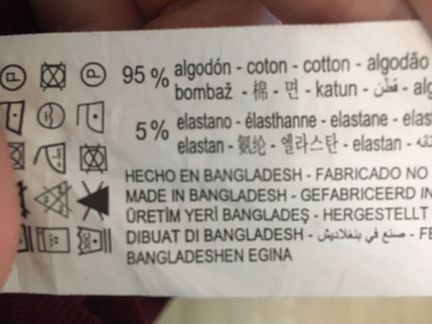 95 % algodón - coton - cotton - algodão
bombaž - 棉 - 면 - katun - قطن -
5 % elastano - élasthanne - elastane -
elastan - 氨纶 - 엘라스탄 - elastan -
HECHO EN BANGLADESH - FABRICADO NO
MADE IN BANGLADESH - GEFABRICEERD IN
ÜRETİM YERİ BANGLADEŞ - HERGESTELLT
DIBUAT DI BANGLADESH - صنع في بنغلاديش -
BANGLADESHEN EGINA